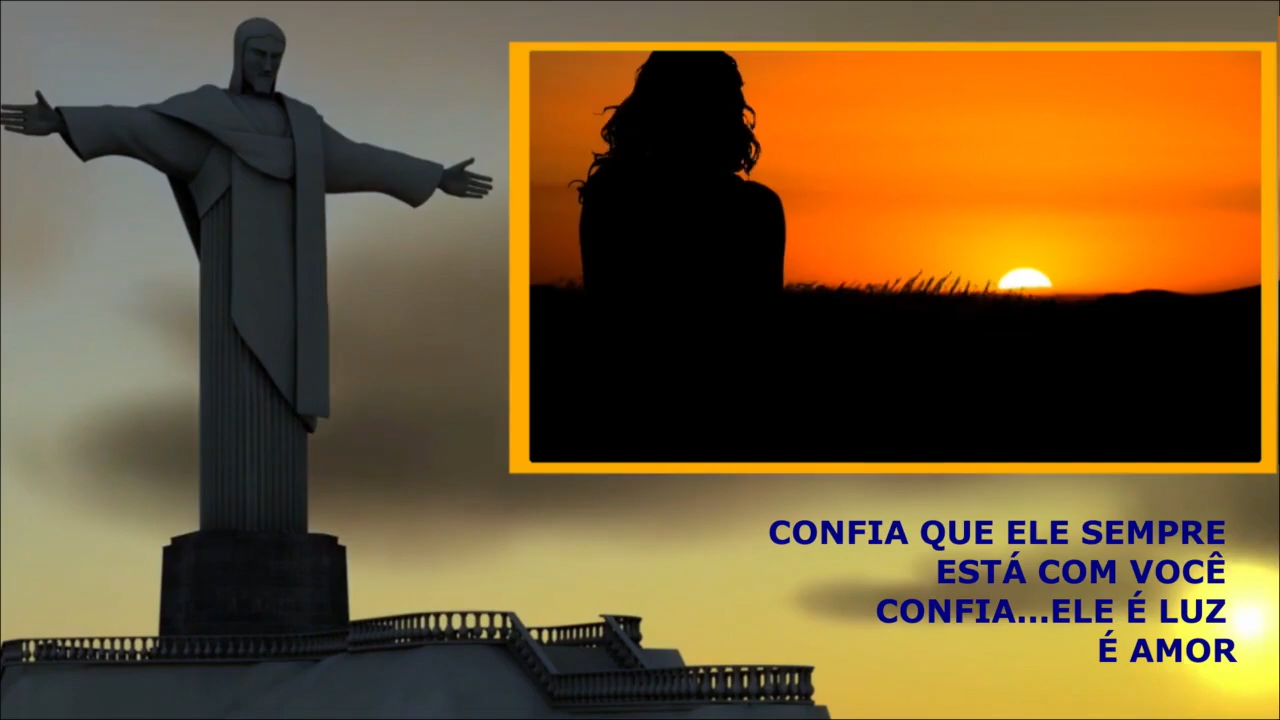 CONFIA QUE ELE SEMPRE
ESTÁ COM VOCÊ
CONFIA...ELE É LUZ
É AMOR